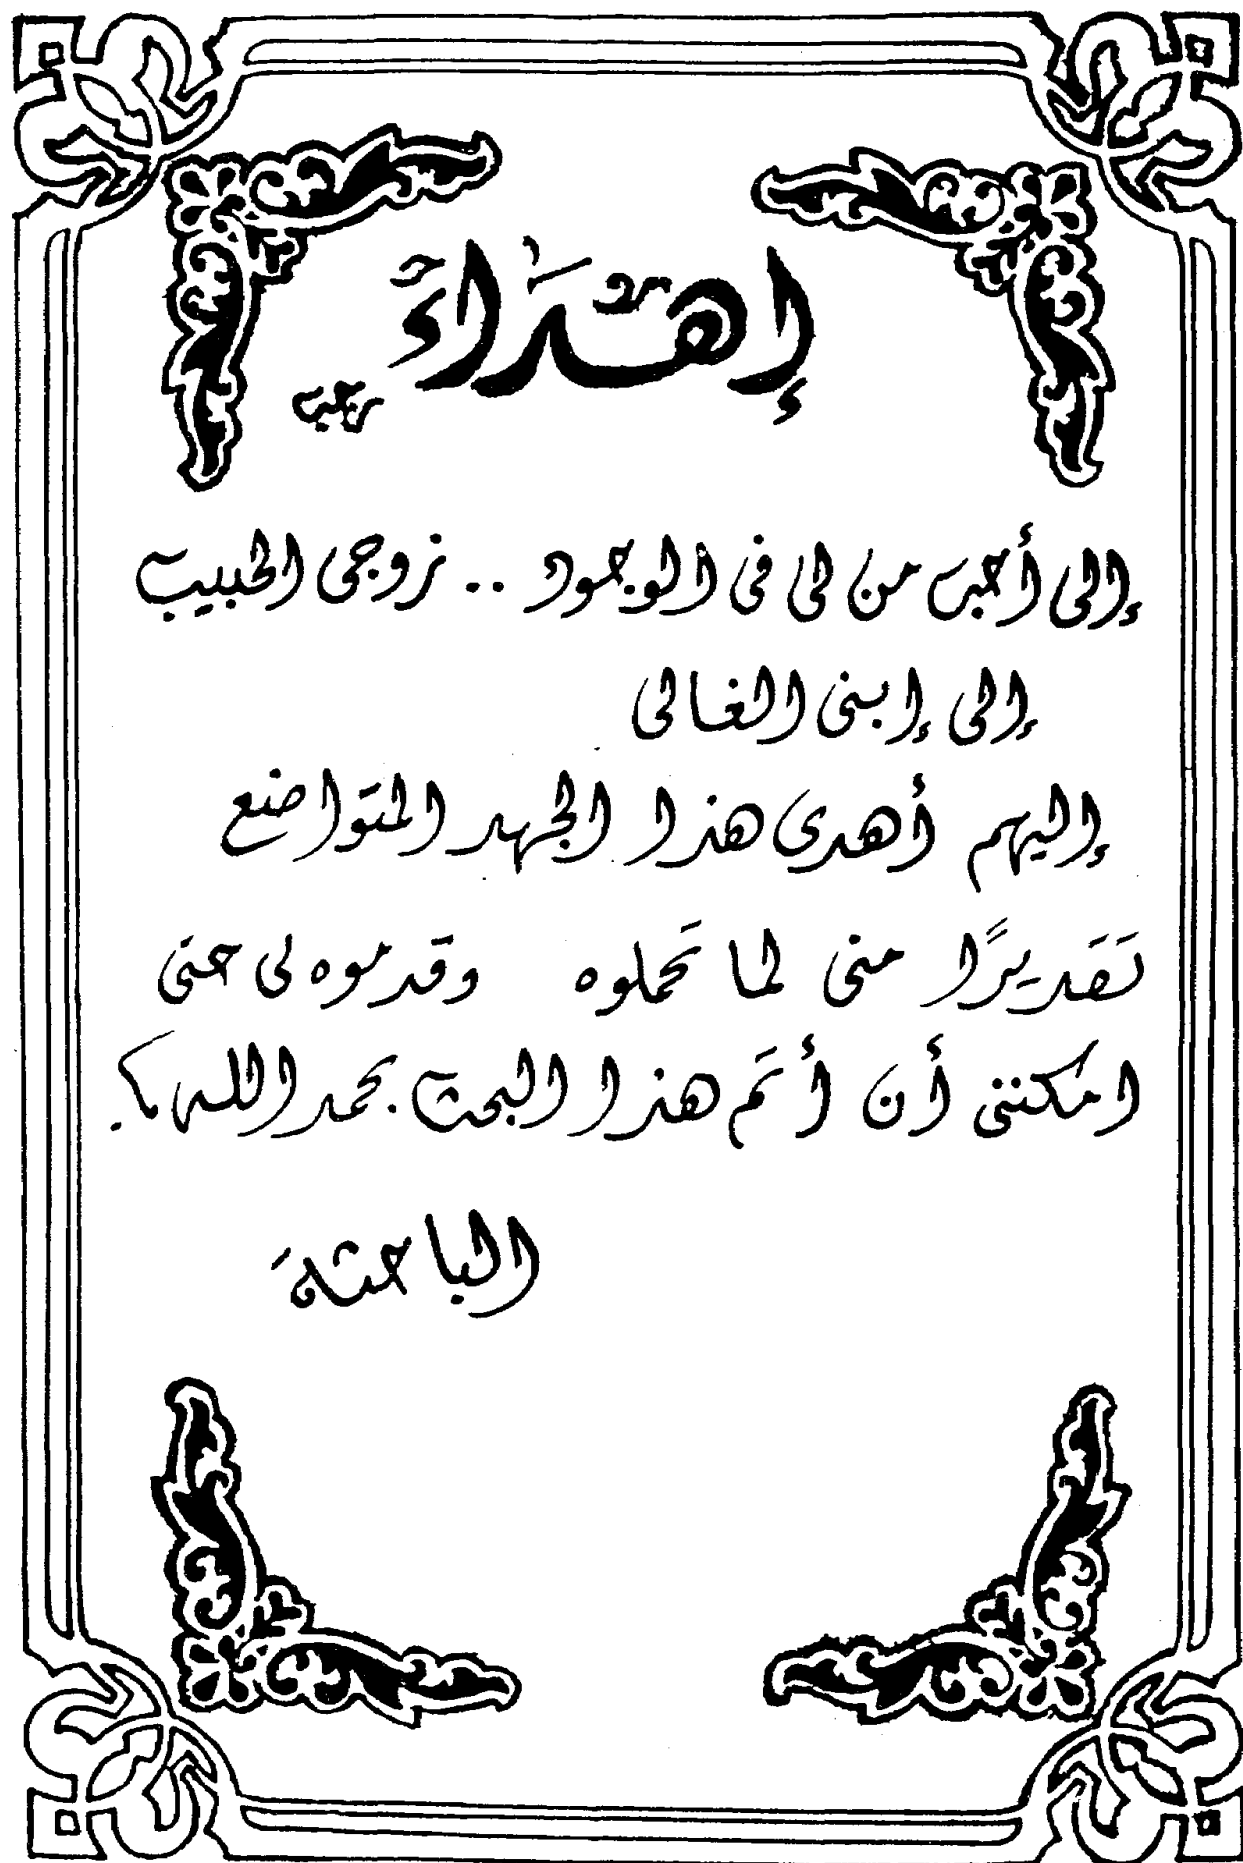 إهداء
رجب
إلى أحب من لى فى الوجود .. زوجى الحبيب
إلى إبنى الغالى
إليهم أهدى هذا الجهد المتواضع
تقديرًا منى لما تحملوه وقدموه لى حتى
امكننى أن أتم هذا البحث بحمد الله
الباحثة